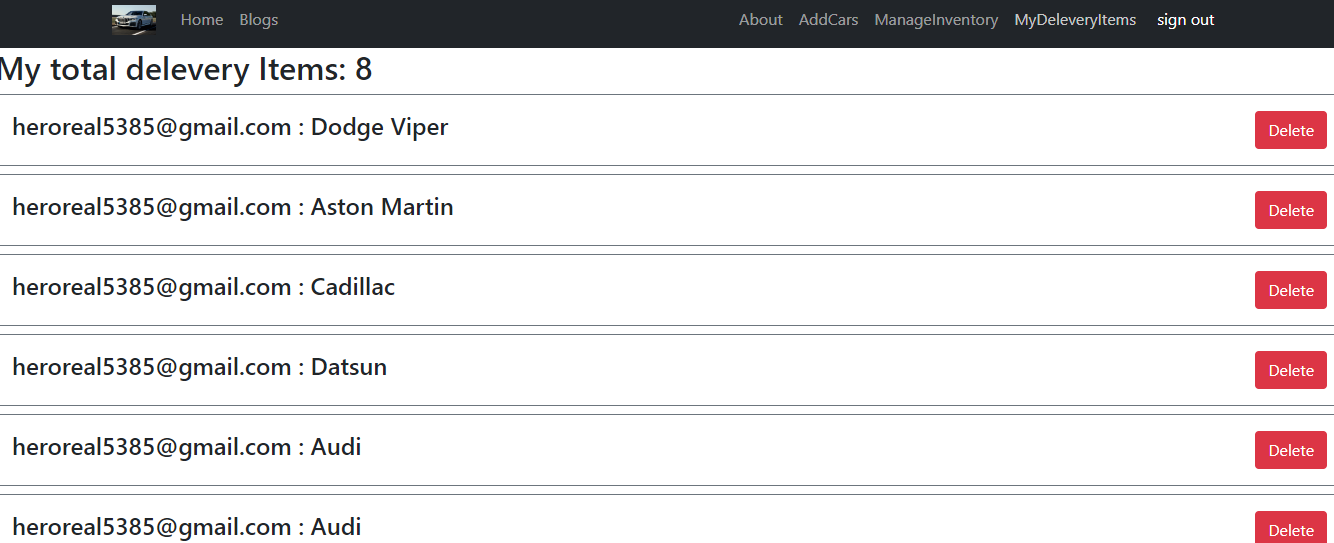 Home Blogs About AddCars ManageInventory MyDeleveryItems sign out
My total delevery Items: 8
heroreal5385@gmail.com : Dodge Viper Delete
heroreal5385@gmail.com : Aston Martin Delete
heroreal5385@gmail.com : Cadillac Delete
heroreal5385@gmail.com : Datsun Delete
heroreal5385@gmail.com : Audi Delete
heroreal5385@gmail.com : Audi Delete